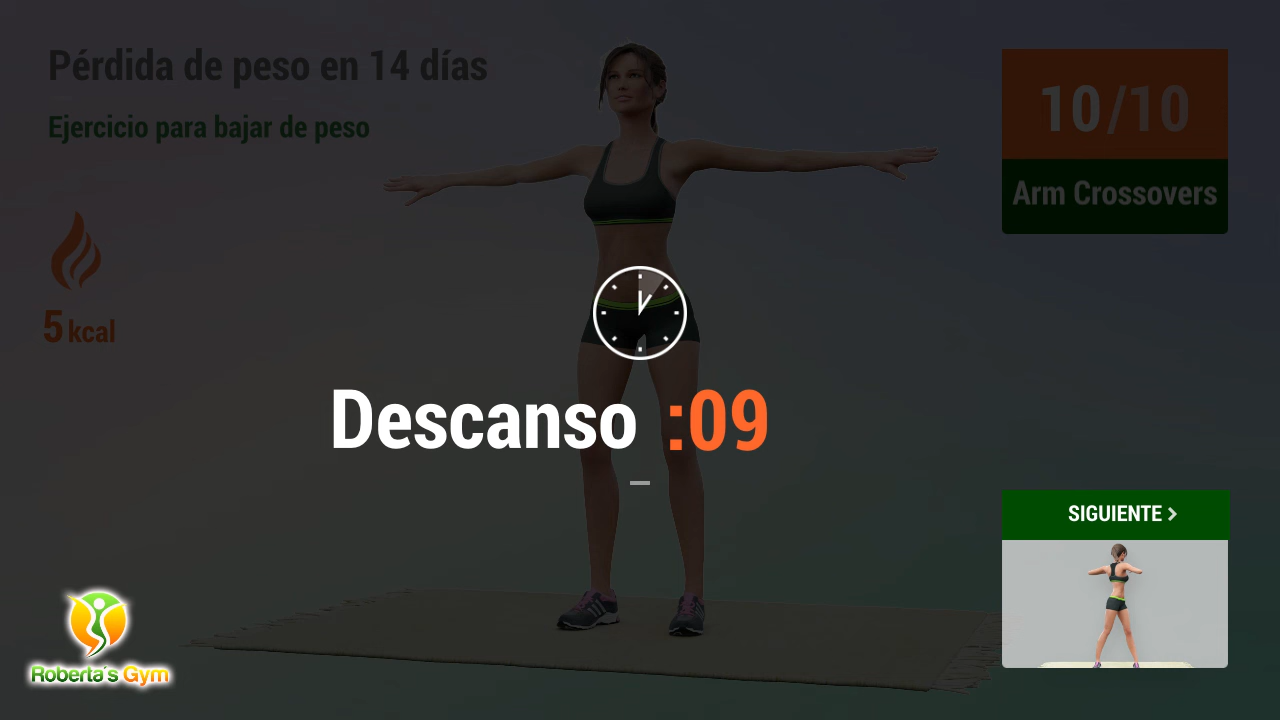 Pérdida de peso en 14 días
Ejercicio para bajar de peso
10/10
Arm Crossovers
5 kcal
Descanso :09
SIGUIENTE >
Roberta´s Gym